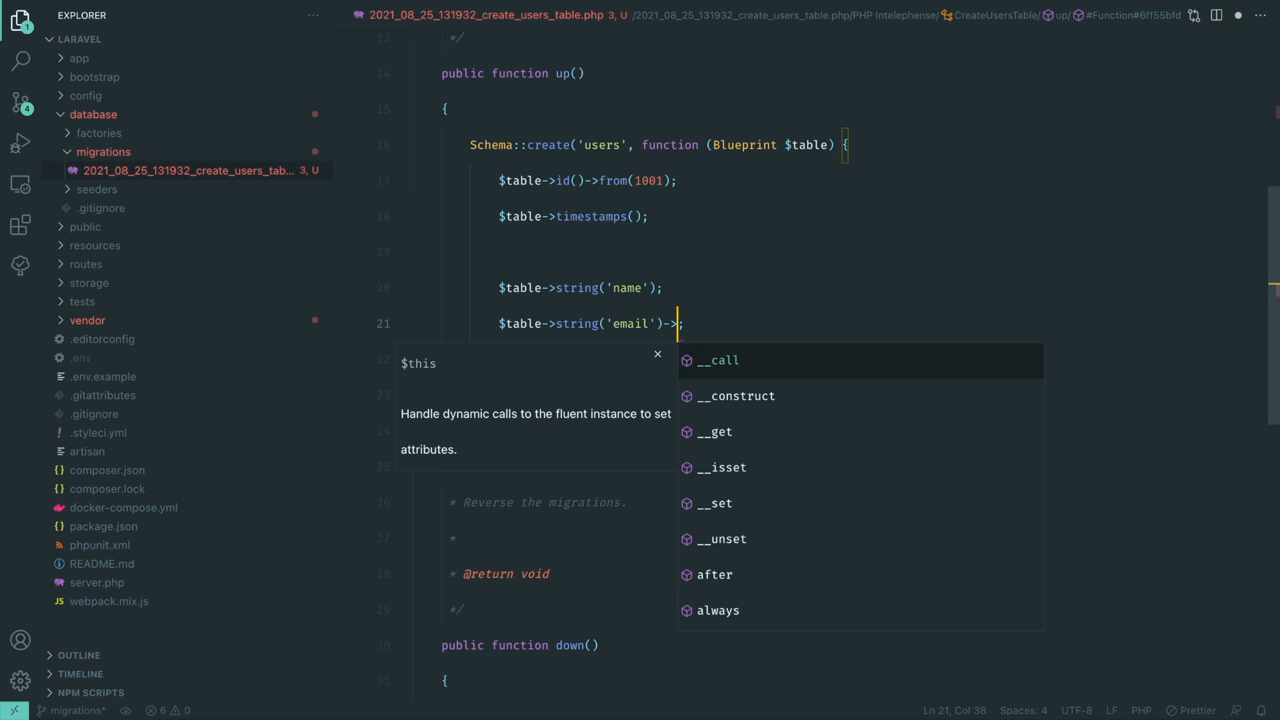 1
4
EXPLORER
LARAVEL
app
bootstrap
config
database
factories
migrations
2021_08_25_131932_create_users_tab... 3, U
seeders
.gitignore
public
resources
routes
storage
tests
vendor
.editorconfig
.env
.env.example
.gitattributes
.gitignore
.styleci.yml
artisan
composer.json
composer.lock
docker-compose.yml
package.json
phpunit.xml
README.md
server.php
webpack.mix.js
OUTLINE
TIMELINE
NPM SCRIPTS
2021_08_25_131932_create_users_table.php 3, U /2021_08_25_131932_create_users_table.php/PHP Intelephense/CreateUsersTable/up/#Function#6ff55bfd
13 */
14 public function up()
15 {
16 Schema::create('users', function (Blueprint $table) {
17 $table->id()->from(1001);
18 $table->timestamps();
19
20 $table->string('name');
21 $table->string('email')->;
22
23
24
25
26 * Reverse the migrations.
27 *
28 * @return void
29 */
30 public function down()
31 {
$this
Handle dynamic calls to the fluent instance to set
attributes.
__call
__construct
__get
__isset
__set
__unset
after
always
migrations* 6 0 Ln 21, Col 38 Spaces: 4 UTF-8 LF PHP Prettier